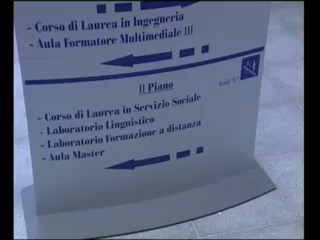 - Corso di Laurea in Ingegneria
- Aula Formatore Multimediale III
II Piano
- Corso di Laurea in Servizio Sociale
- Laboratorio Linguistico
- Laboratorio Formazione a distanza
- Aula Master